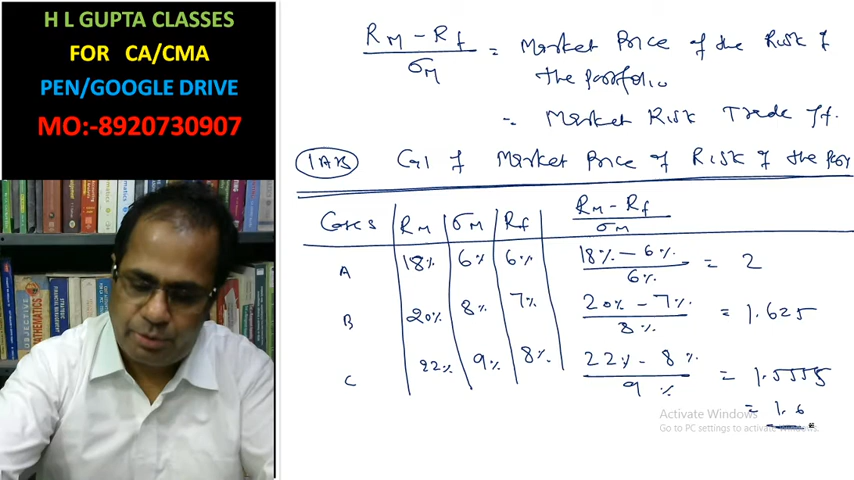 H L GUPTA CLASSES
FOR CA/CMA
PEN/GOOGLE DRIVE
MO:-8920730907
RM - Rf
σM
= Market Price of the Risk of
the portfolio
= Market Risk Trade off.
of Market Price of Risk of the
Cases RM σM Rf RM - Rf
σM
A 18% 6% 6% 18% - 6%
6%
= 2
B 20% 8% 7% 20% - 7%
8%
= 1.625
C 22% 9% 8% 22% - 8%
9%
= 1.5555
= 1.6
Activate Windows
Go to PC settings to activate Windows.
MATHEMATICS
OBJECTIVE